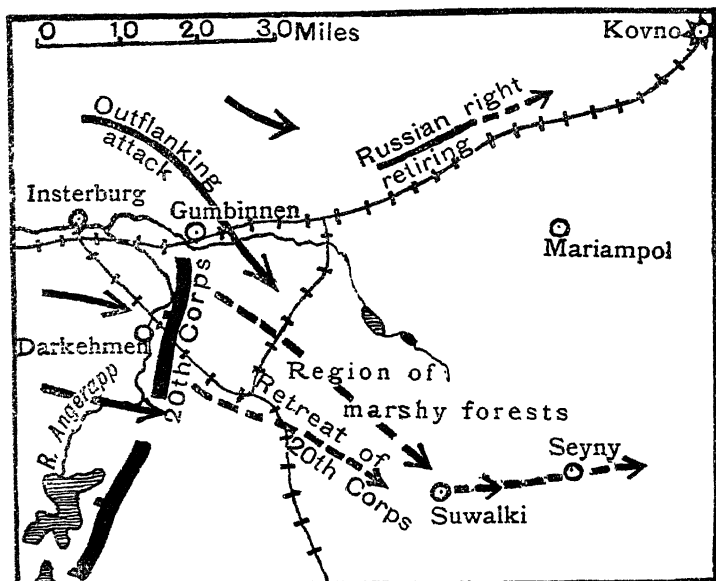 0 10 20 30 Miles
Kovno
Outflanking
attack
Russian right
retiring
Insterburg
Gumbinnen
Mariampol
Darkehmen
20th Corps
R. Angerapp
Region of
marshy forests
Retreat of
20th Corps
Seyny
Suwalki